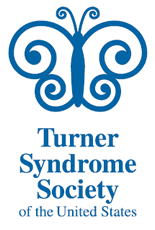 Turner
Syndrome
Society
of the United States